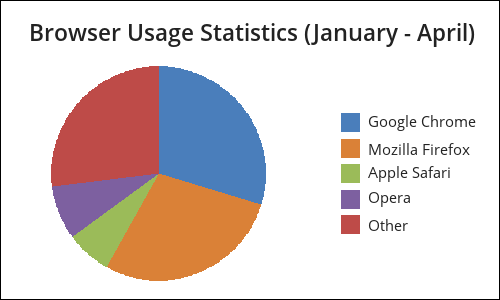 Browser Usage Statistics (January - April)
Google Chrome
Mozilla Firefox
Apple Safari
Opera
Other